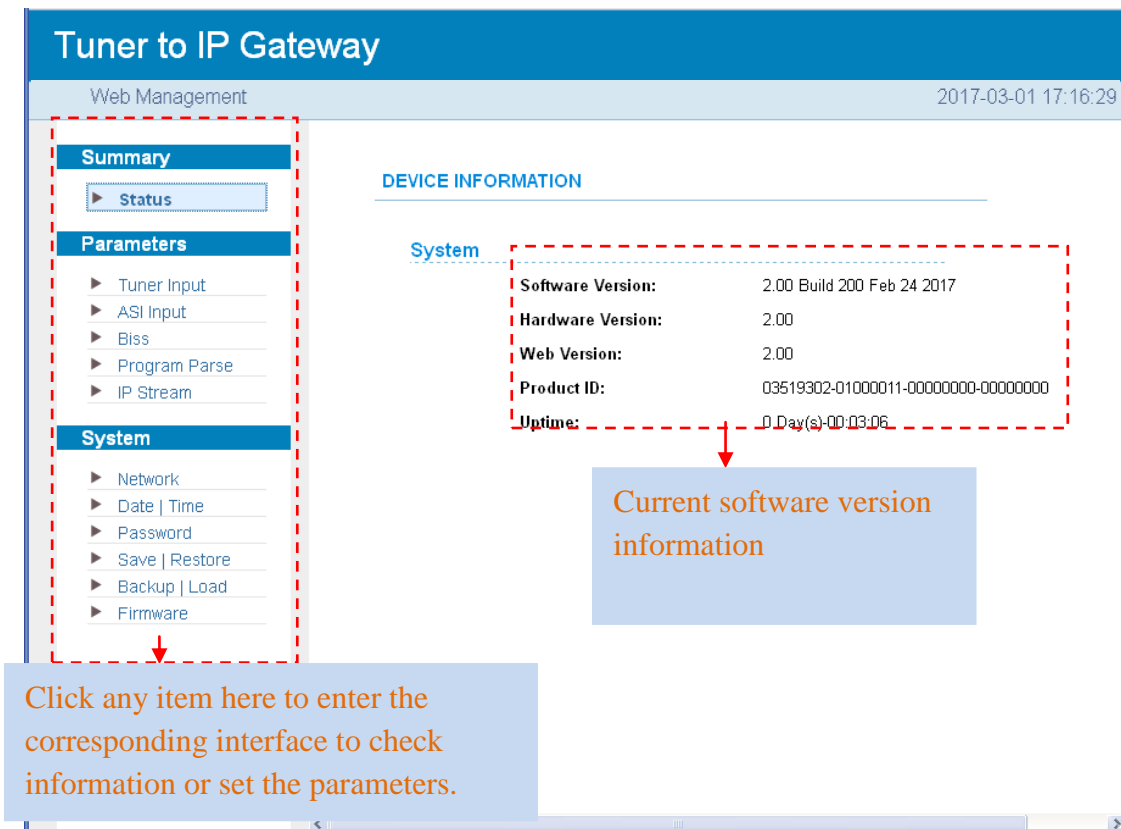 Tuner to IP Gateway
Web Management
2017-03-01 17:16:29
Summary
Status
Parameters
Tuner Input
ASI Input
Biss
Program Parse
IP Stream
System
Network
Date | Time
Password
Save | Restore
Backup | Load
Firmware
DEVICE INFORMATION
System
Software Version: 2.00 Build 200 Feb 24 2017
Hardware Version: 2.00
Web Version: 2.00
Product ID: 03519302-01000011-00000000-00000000
Uptime: 0 Day(s)-00:03:06
Current software version
information
Click any item here to enter the
corresponding interface to check
information or set the parameters.